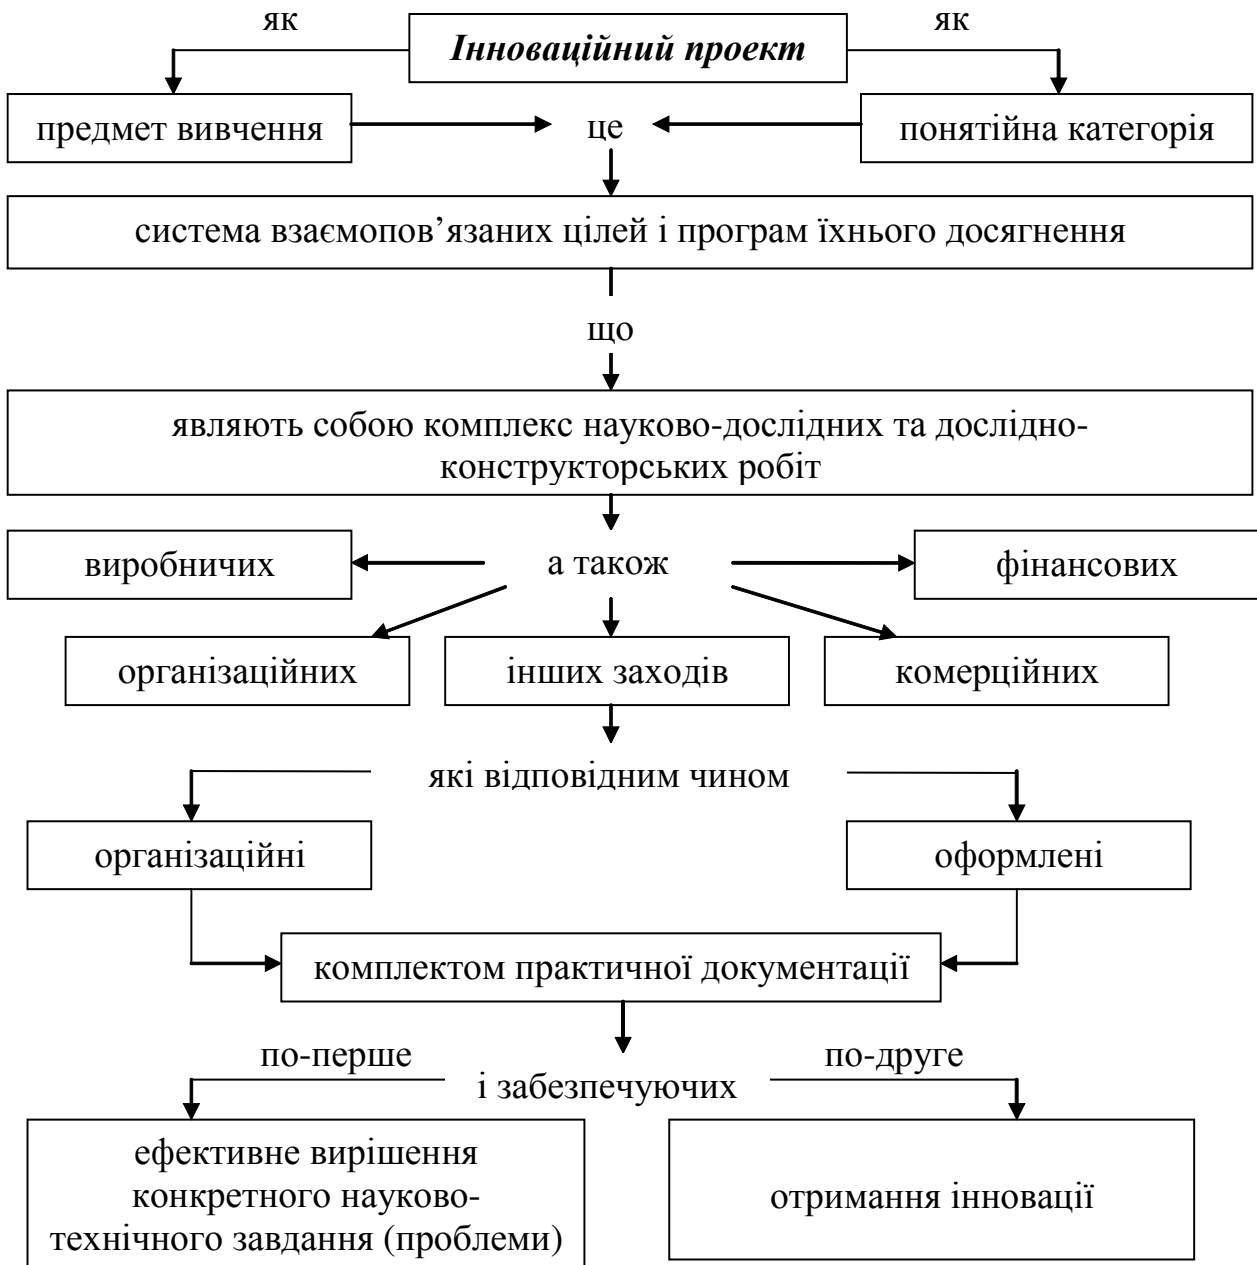 як
Інноваційний проект
як
предмет вивчення
це
понятійна категорія
система взаємопов’язаних цілей і програм їхнього досягнення
що
являють собою комплекс науково-дослідних та дослідно-
конструкторських робіт
виробничих
а також
фінансових
організаційних
інших заходів
комерційних
які відповідним чином
організаційні
оформлені
комплектом практичної документації
по-перше
по-друге
і забезпечуючих
ефективне вирішення
конкретного науково-
технічного завдання (проблеми)
отримання інновації